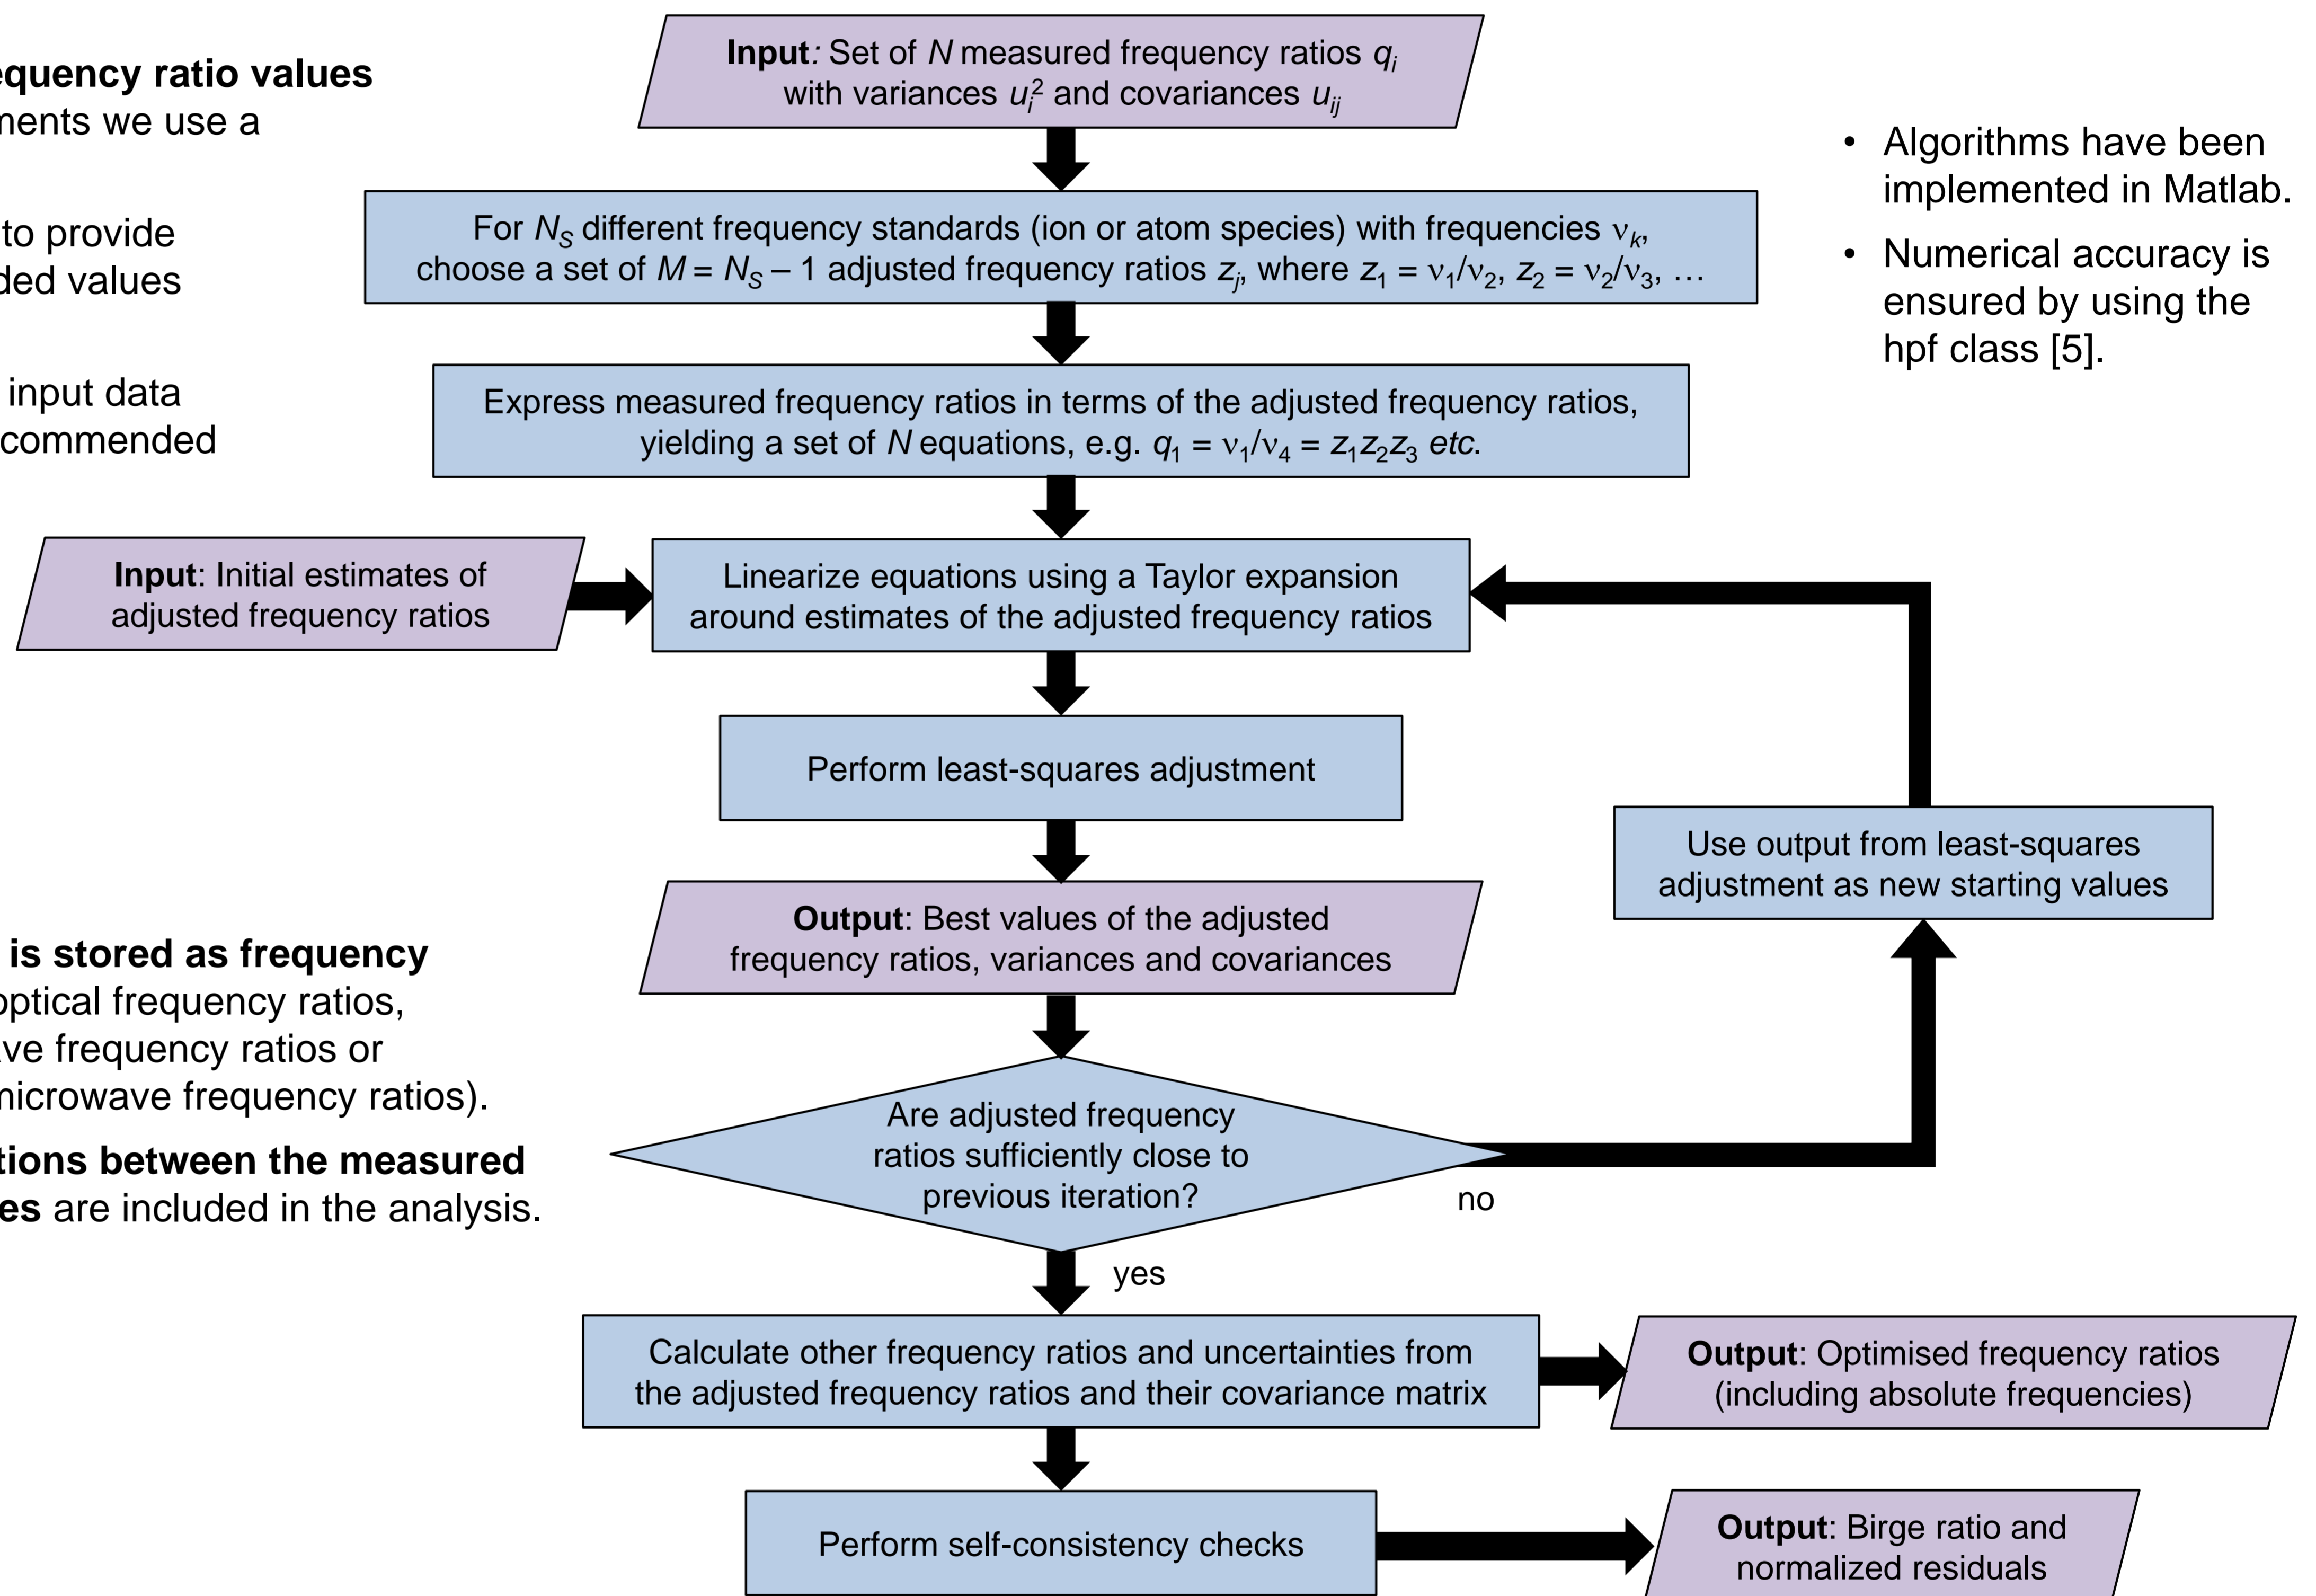 equency ratio values
ments we use a
to provide
ded values
input data
commended
is stored as frequency
optical frequency ratios,
ave frequency ratios or
microwave frequency ratios).
tions between the measured
es are included in the analysis.
Input: Set of N measured frequency ratios qᵢ
with variances uᵢ² and covariances uᵢⱼ
For N_S different frequency standards (ion or atom species) with frequencies νₖ,
choose a set of M = N_S – 1 adjusted frequency ratios zⱼ, where z₁ = ν₁/ν₂, z₂ = ν₂/ν₃, …
Express measured frequency ratios in terms of the adjusted frequency ratios,
yielding a set of N equations, e.g. q₁ = ν₁/ν₄ = z₁z₂z₃ etc.
Input: Initial estimates of
adjusted frequency ratios
Linearize equations using a Taylor expansion
around estimates of the adjusted frequency ratios
Perform least-squares adjustment
Output: Best values of the adjusted
frequency ratios, variances and covariances
Are adjusted frequency
ratios sufficiently close to
previous iteration?
no
yes
Use output from least-squares
adjustment as new starting values
Calculate other frequency ratios and uncertainties from
the adjusted frequency ratios and their covariance matrix
Output: Optimised frequency ratios
(including absolute frequencies)
Perform self-consistency checks
Output: Birge ratio and
normalized residuals
• Algorithms have been
implemented in Matlab.
• Numerical accuracy is
ensured by using the
hpf class [5].